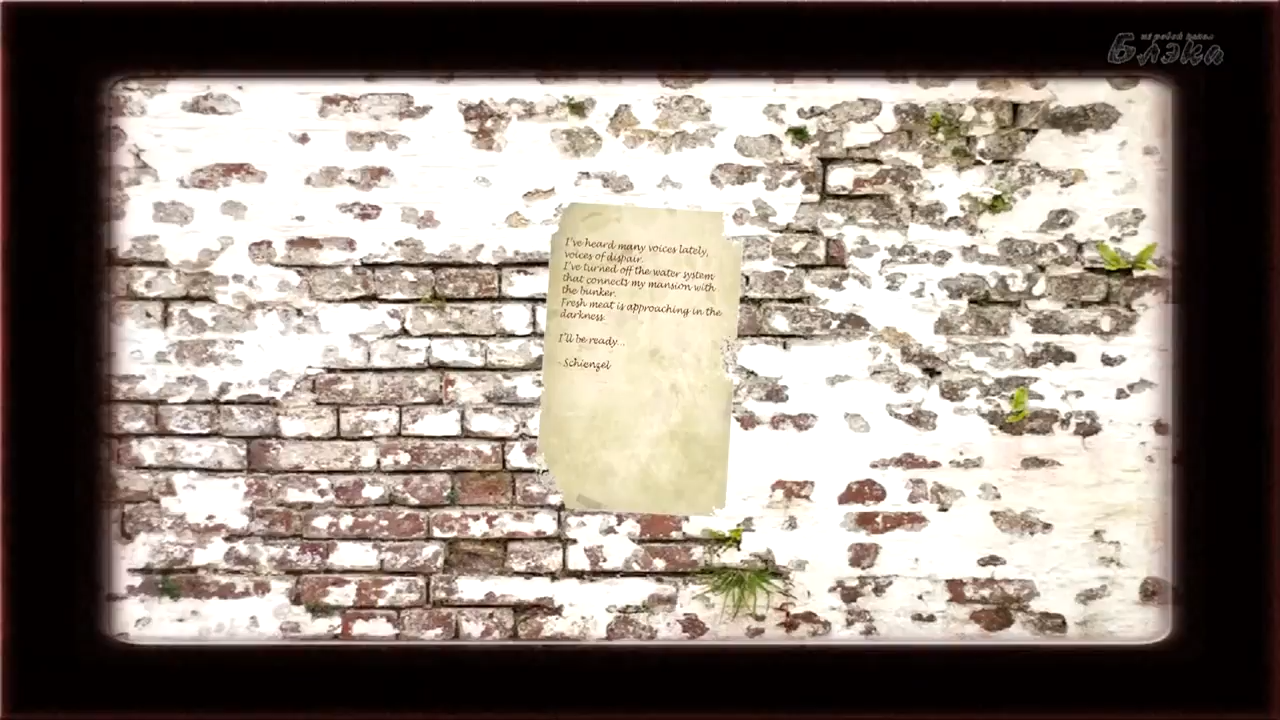 Блэка
I've heard many voices lately,
voices of dispair.
I've turned off the water system
that connects my mansion with
the bunker.
Fresh meat is approaching in the
darkness.
I'll be ready...
- Schienzel